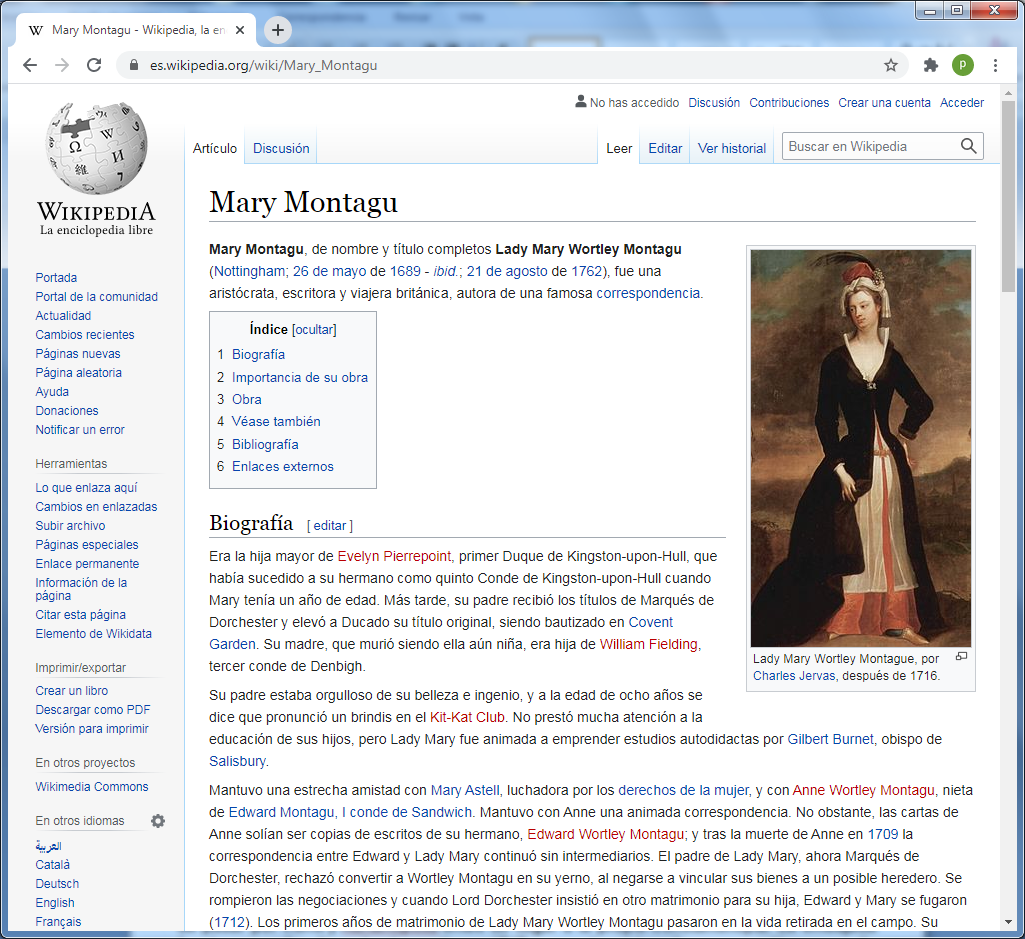 Mary Montagu - Wikipedia, la en
es.wikipedia.org/wiki/Mary_Montagu
P
No has accedido Discusión Contribuciones Crear una cuenta Acceder
Artículo Discusión Leer Editar Ver historial Buscar en Wikipedia
WIKIPEDIA
La enciclopedia libre
Portada
Portal de la comunidad
Actualidad
Cambios recientes
Páginas nuevas
Página aleatoria
Ayuda
Donaciones
Notificar un error
Herramientas
Lo que enlaza aquí
Cambios en enlazadas
Subir archivo
Páginas especiales
Enlace permanente
Información de la
página
Citar esta página
Elemento de Wikidata
Imprimir/exportar
Crear un libro
Descargar como PDF
Versión para imprimir
En otros proyectos
Wikimedia Commons
En otros idiomas
العربية
Català
Deutsch
English
Français
Mary Montagu
Mary Montagu, de nombre y título completos Lady Mary Wortley Montagu
(Nottingham; 26 de mayo de 1689 - ibid.; 21 de agosto de 1762), fue una
aristócrata, escritora y viajera británica, autora de una famosa correspondencia.
Índice [ocultar]
1 Biografía
2 Importancia de su obra
3 Obra
4 Véase también
5 Bibliografía
6 Enlaces externos
Lady Mary Wortley Montague, por
Charles Jervas, después de 1716.
Biografía [ editar ]
Era la hija mayor de Evelyn Pierrepoint, primer Duque de Kingston-upon-Hull, que
había sucedido a su hermano como quinto Conde de Kingston-upon-Hull cuando
Mary tenía un año de edad. Más tarde, su padre recibió los títulos de Marqués de
Dorchester y elevó a Ducado su título original, siendo bautizado en Covent
Garden. Su madre, que murió siendo ella aún niña, era hija de William Fielding,
tercer conde de Denbigh.
Su padre estaba orgulloso de su belleza e ingenio, y a la edad de ocho años se
dice que pronunció un brindis en el Kit-Kat Club. No prestó mucha atención a la
educación de sus hijos, pero Lady Mary fue animada a emprender estudios autodidactas por Gilbert Burnet, obispo de
Salisbury.
Mantuvo una estrecha amistad con Mary Astell, luchadora por los derechos de la mujer, y con Anne Wortley Montagu, nieta
de Edward Montagu, I conde de Sandwich. Mantuvo con Anne una animada correspondencia. No obstante, las cartas de
Anne solían ser copias de escritos de su hermano, Edward Wortley Montagu; y tras la muerte de Anne en 1709 la
correspondencia entre Edward y Lady Mary continuó sin intermediarios. El padre de Lady Mary, ahora Marqués de
Dorchester, rechazó convertir a Wortley Montagu en su yerno, al negarse a vincular sus bienes a un posible heredero. Se
rompieron las negociaciones y cuando Lord Dorchester insistió en otro matrimonio para su hija, Edward y Mary se fugaron
(1712). Los primeros años de matrimonio de Lady Mary Wortley Montagu pasaron en la vida retirada en el campo. Su